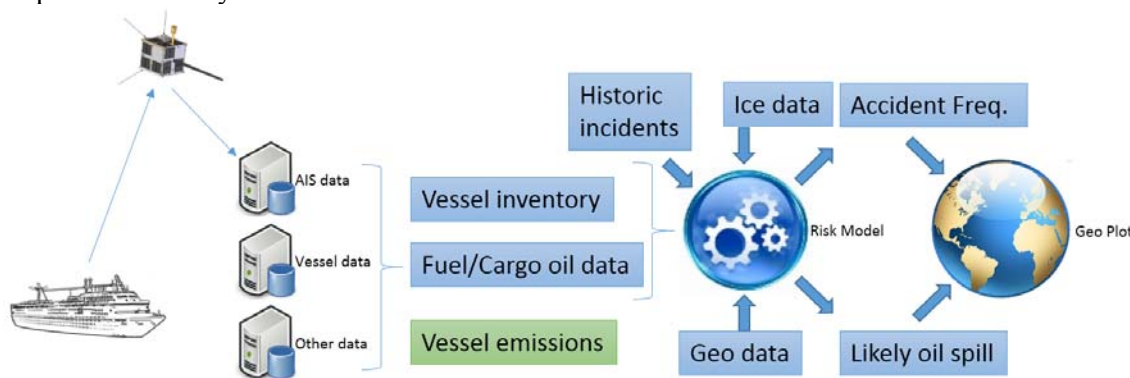 AIS data
Vessel data
Other data
Vessel inventory
Fuel/Cargo oil data
Vessel emissions
Historic
incidents
Ice data
Accident Freq.
Risk Model
Geo Plot
Geo data
Likely oil spill